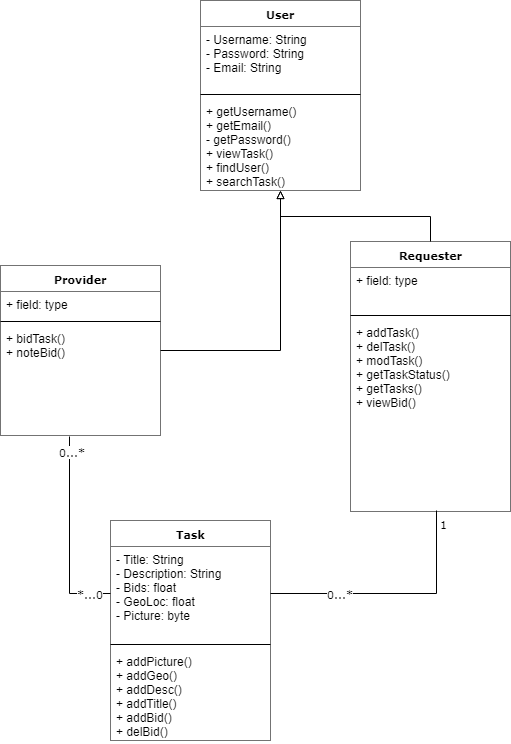 User
- Username: String
- Password: String
- Email: String
+ getUsername()
+ getEmail()
- getPassword()
+ viewTask()
+ findUser()
+ searchTask()
Provider
+ field: type
+ bidTask()
+ noteBid()
Requester
+ field: type
+ addTask()
+ delTask()
+ modTask()
+ getTaskStatus()
+ getTasks()
+ viewBid()
0...*
1
Task
- Title: String
- Description: String
- Bids: float
- GeoLoc: float
- Picture: byte
*...0
0...*
+ addPicture()
+ addGeo()
+ addDesc()
+ addTitle()
+ addBid()
+ delBid()